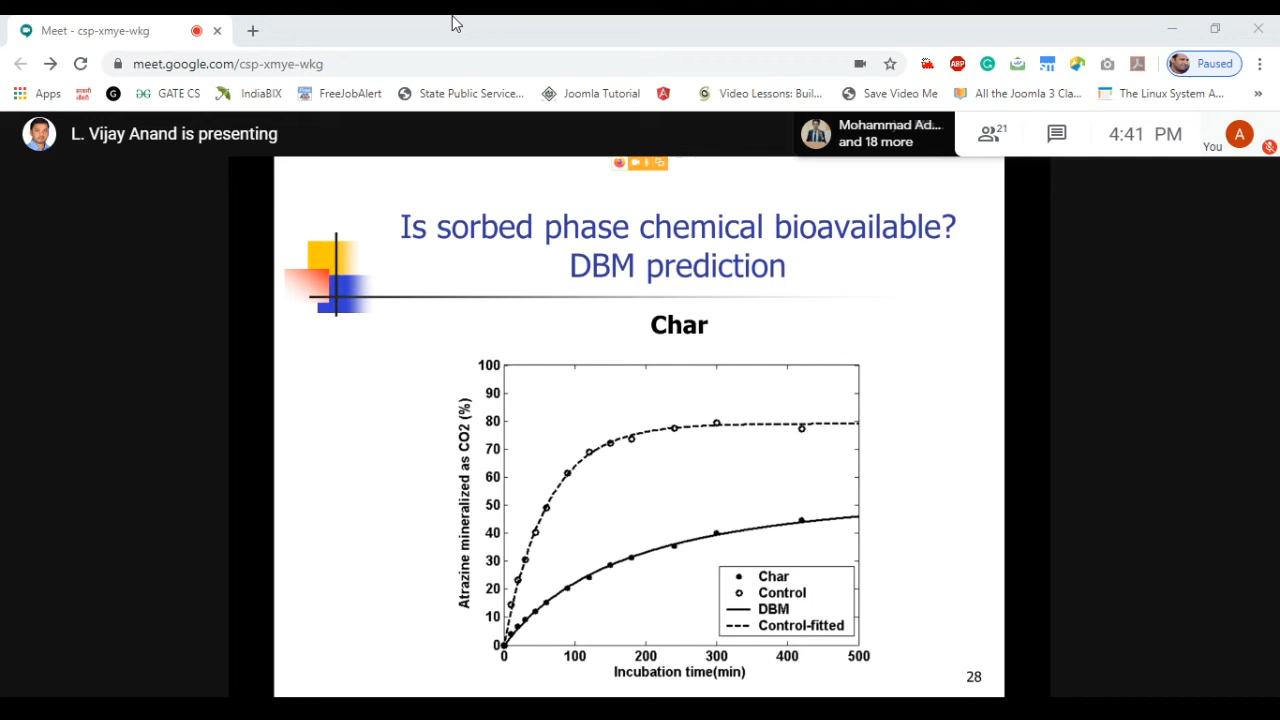 Meet - csp-xmye-wkg
meet.google.com/csp-xmye-wkg
ABP
Paused
Apps
GATE CS
IndiaBIX
FreeJobAlert
State Public Service...
Joomla Tutorial
Video Lessons: Buil...
Save Video Me
All the Joomla 3 Cla...
The Linux System A...
»
L. Vijay Anand is presenting
Mohammad Ad...
and 18 more
21
4:41 PM
You
A
Is sorbed phase chemical bioavailable?
DBM prediction
Char
Atrazine mineralized as CO2 (%)
100
90
80
70
60
50
40
30
20
10
0
Char
Control
DBM
Control-fitted
0 100 200 300 400 500
Incubation time(min)
28